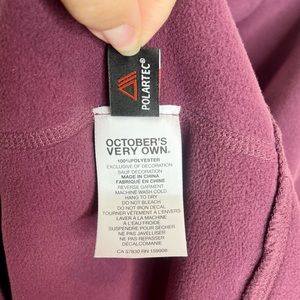 POLARTEC®
OCTOBER'S
VERY OWN.
100%POLYESTER
EXCLUSIVE OF DECORATION
SAUF DECORATION
MADE IN CHINA
FABRIQUÉ EN CHINE
REVERSE GARMENT
MACHINE WASH COLD
HANG TO DRY
DO NOT BLEACH
DO NOT IRON DECAL
TOURNER VÊTEMENT À L'ENVERS
LAVER À LA MACHINE
À L'EAU FROIDE
SUSPENDRE POUR SÉCHER
NE PAS JAVELLISER
NE PAS REPASSER
DÉCALCOMANIE
CA 57830 RN 159906